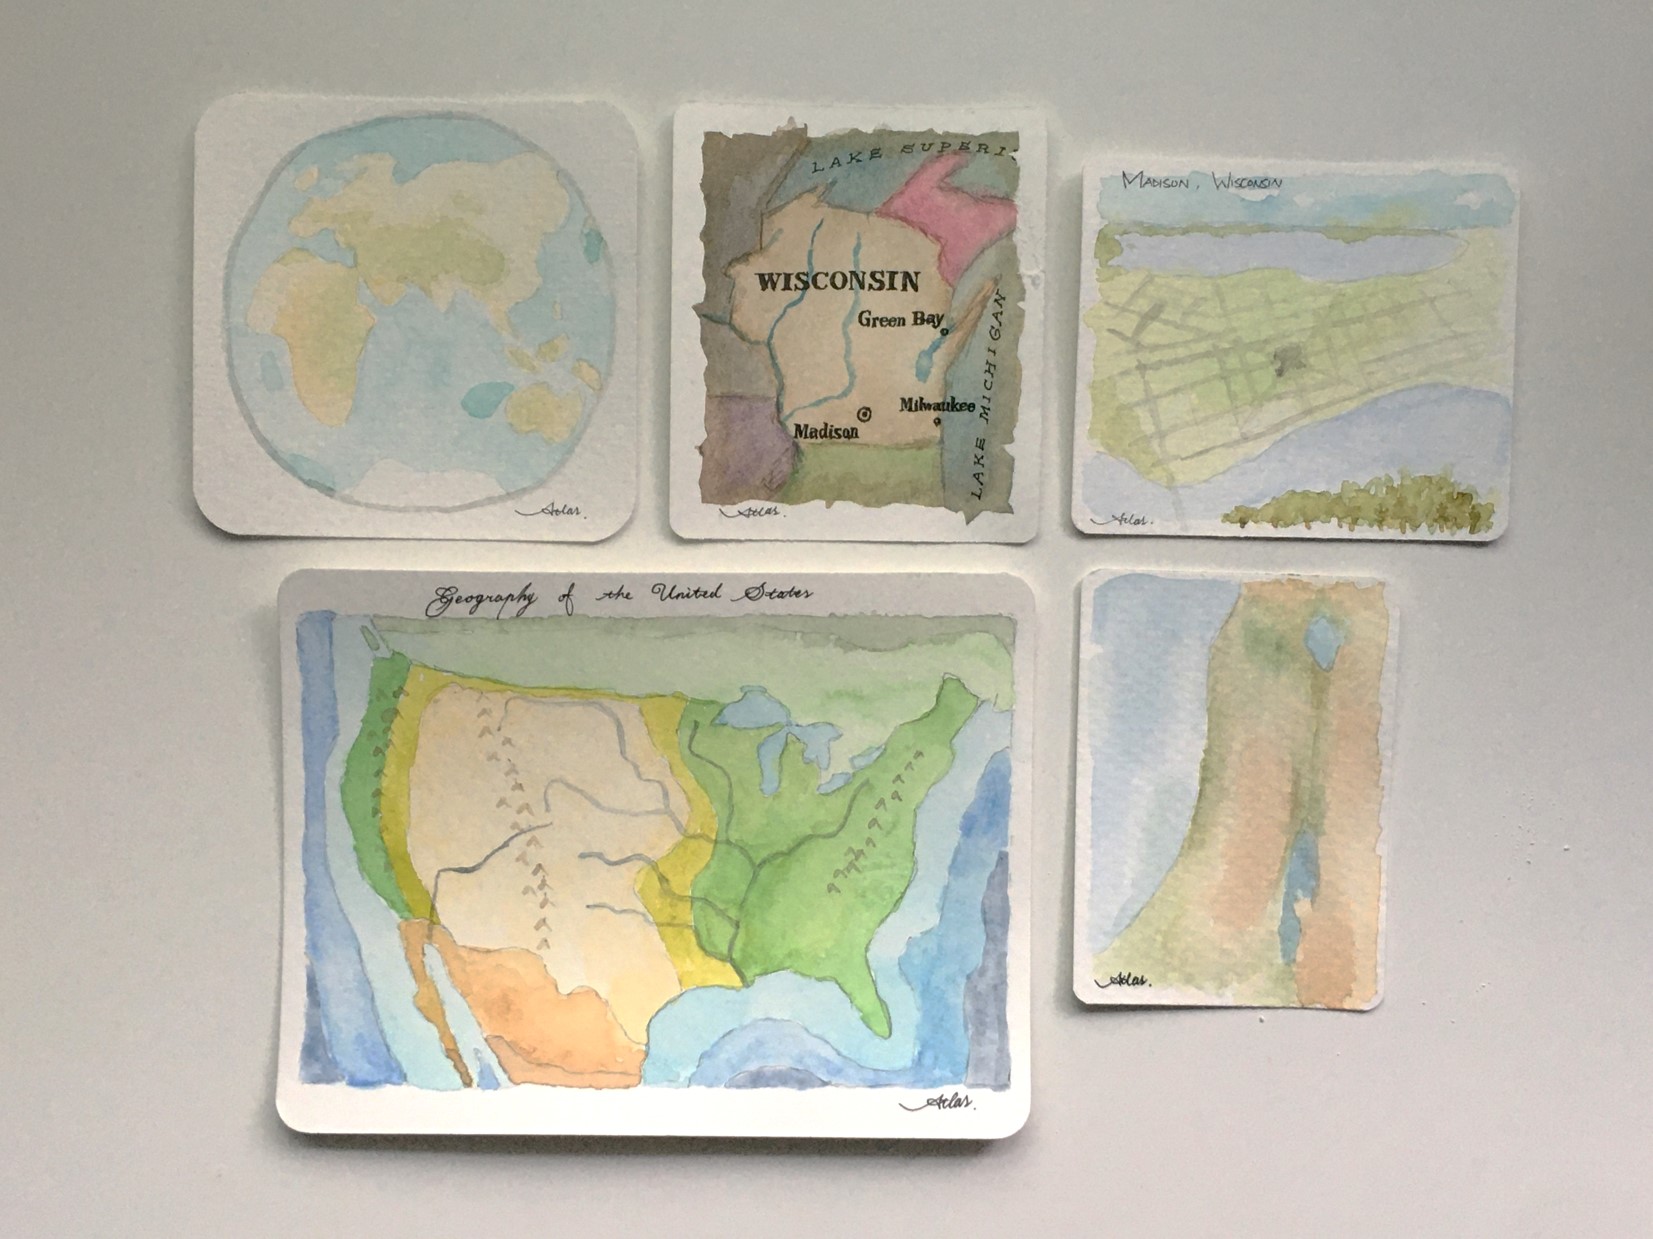 Atlas.
LAKE SUPERI
WISCONSIN
Green Bay
LAKE MICHIGAN
Milwaukee
Madison
Atlas.
MADISON, WISCONSIN
Atlas.
Geography of the United States
Atlas.
Atlas.